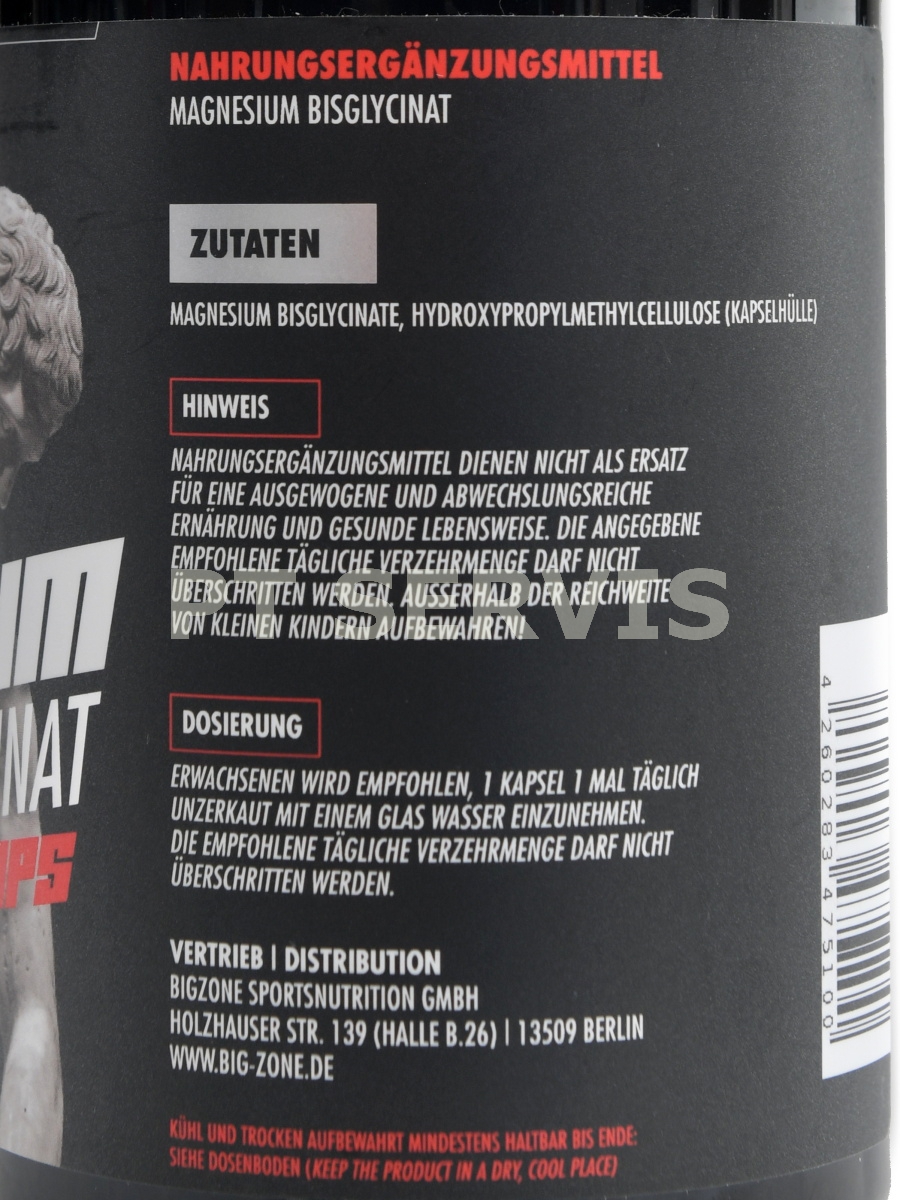 NAHRUNGSERGÄNZUNGSMITTEL
MAGNESIUM BISGLYCINAT
ZUTATEN
MAGNESIUM BISGLYCINATE, HYDROXYPROPYLMETHYLCELLULOSE (KAPSELHÜLLE)
HINWEIS
NAHRUNGSERGÄNZUNGSMITTEL DIENEN NICHT ALS ERSATZ
FÜR EINE AUSGEWOGENE UND ABWECHSLUNGSREICHE
ERNÄHRUNG UND GESUNDE LEBENSWEISE. DIE ANGEGEBENE
EMPFOHLENE TÄGLICHE VERZEHRMENGE DARF NICHT
ÜBERSCHRITTEN WERDEN. AUSSERHALB DER REICHWEITE
VON KLEINEN KINDERN AUFBEWAHREN!
PT SERVIS
DOSIERUNG
ERWACHSENEN WIRD EMPFOHLEN, 1 KAPSEL 1 MAL TÄGLICH
UNZERKAUT MIT EINEM GLAS WASSER EINZUNEHMEN.
DIE EMPFOHLENE TÄGLICHE VERZEHRMENGE DARF NICHT
ÜBERSCHRITTEN WERDEN.
VERTRIEB | DISTRIBUTION
BIGZONE SPORTSNUTRITION GMBH
HOLZHAUSER STR. 139 (HALLE B.26) | 13509 BERLIN
WWW.BIG-ZONE.DE
KÜHL UND TROCKEN AUFBEWAHRT MINDESTENS HALTBAR BIS ENDE:
SIEHE DOSENBODEN (KEEP THE PRODUCT IN A DRY, COOL PLACE)
4 260283 475100